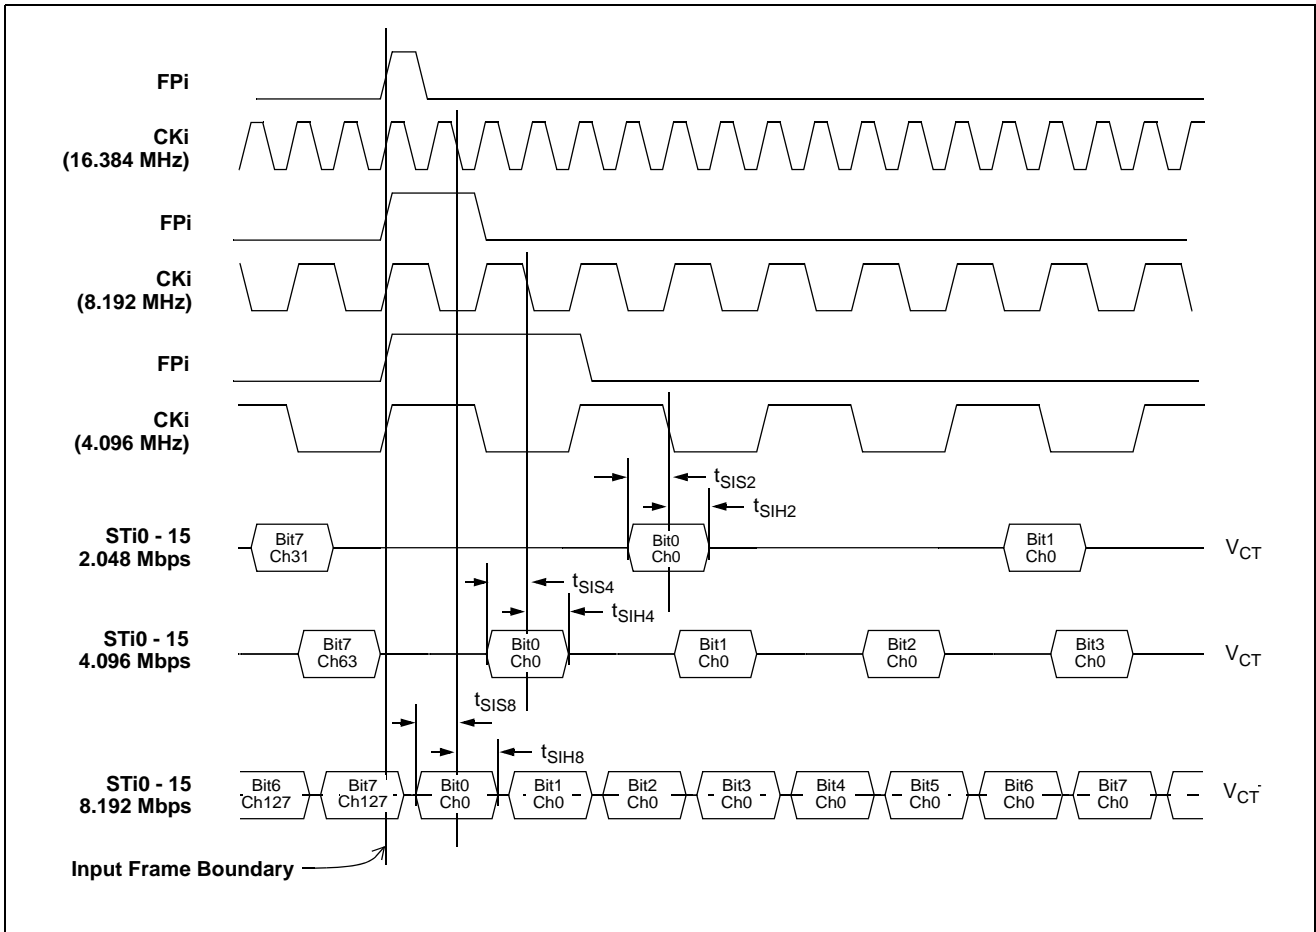 FPi
CKi
(16.384 MHz)
FPi
CKi
(8.192 MHz)
FPi
CKi
(4.096 MHz)
tSIS2
tSIH2
STi0 - 15
2.048 Mbps
Bit7
Ch31
Bit0
Ch0
Bit1
Ch0
VCT
tSIS4
tSIH4
STi0 - 15
4.096 Mbps
Bit7
Ch63
Bit0
Ch0
Bit1
Ch0
Bit2
Ch0
Bit3
Ch0
VCT
tSIS8
tSIH8
STi0 - 15
8.192 Mbps
Bit6
Ch127
Bit7
Ch127
Bit0
Ch0
Bit1
Ch0
Bit2
Ch0
Bit3
Ch0
Bit4
Ch0
Bit5
Ch0
Bit6
Ch0
Bit7
Ch0
VCT
Input Frame Boundary